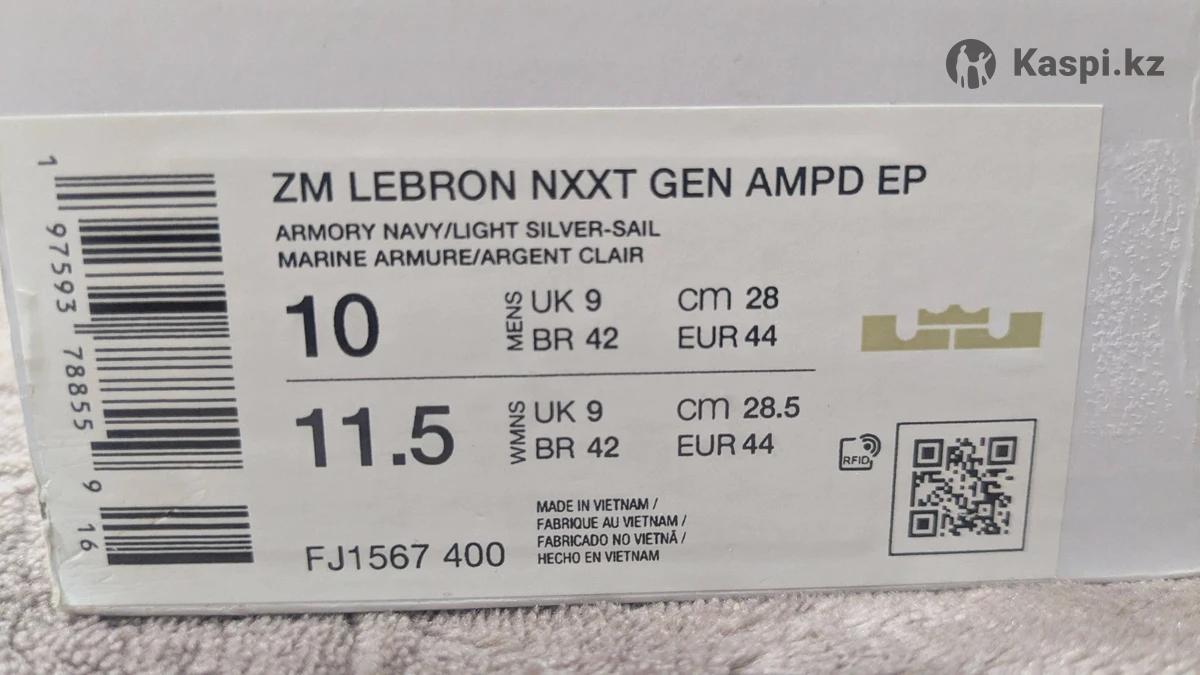 Kaspi.kz
ZM LEBRON NXXT GEN AMPD EP
ARMORY NAVY/LIGHT SILVER-SAIL
MARINE ARMURE/ARGENT CLAIR
10 MENS UK 9 cm 28
BR 42 EUR 44
11.5 WMNS UK 9 cm 28.5
BR 42 EUR 44
RFID
MADE IN VIETNAM /
FABRIQUE AU VIETNAM /
FABRICADO NO VIETNÃ /
HECHO EN VIETNAM
FJ1567 400
1 97593 78855 9 16